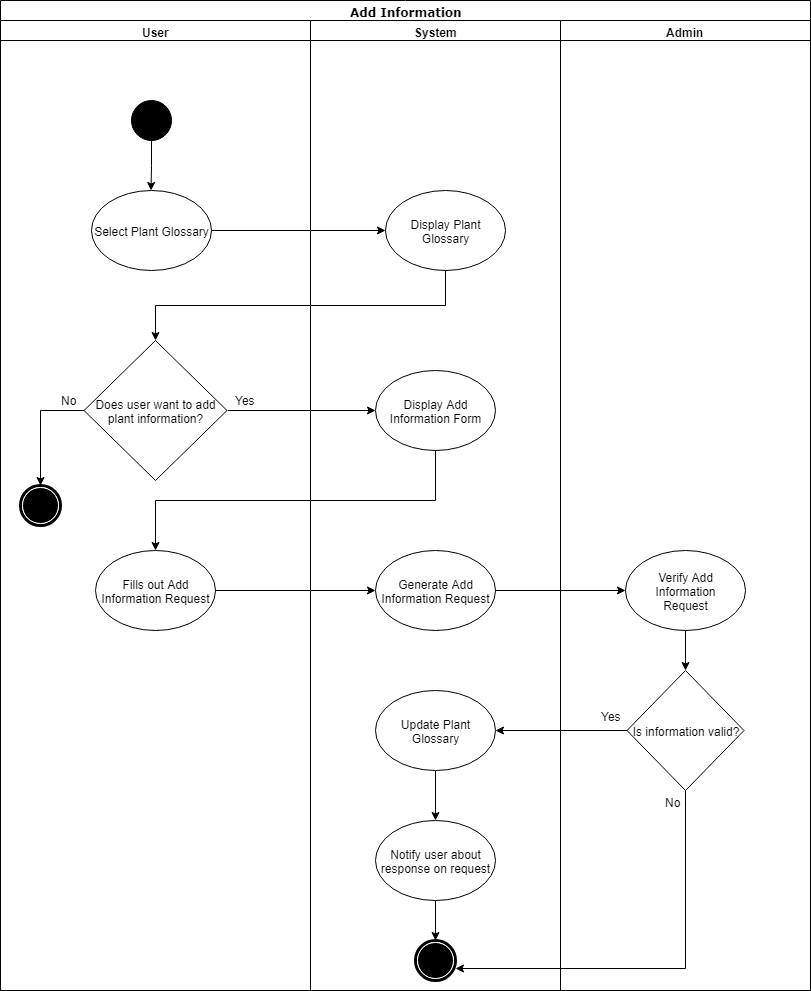 Add Information
User
System
Admin
Select Plant Glossary
Display Plant
Glossary
Does user want to add
plant information?
No
Yes
Display Add
Information Form
Fills out Add
Information Request
Generate Add
Information Request
Verify Add
Information
Request
Is information valid?
Yes
No
Update Plant
Glossary
Notify user about
response on request